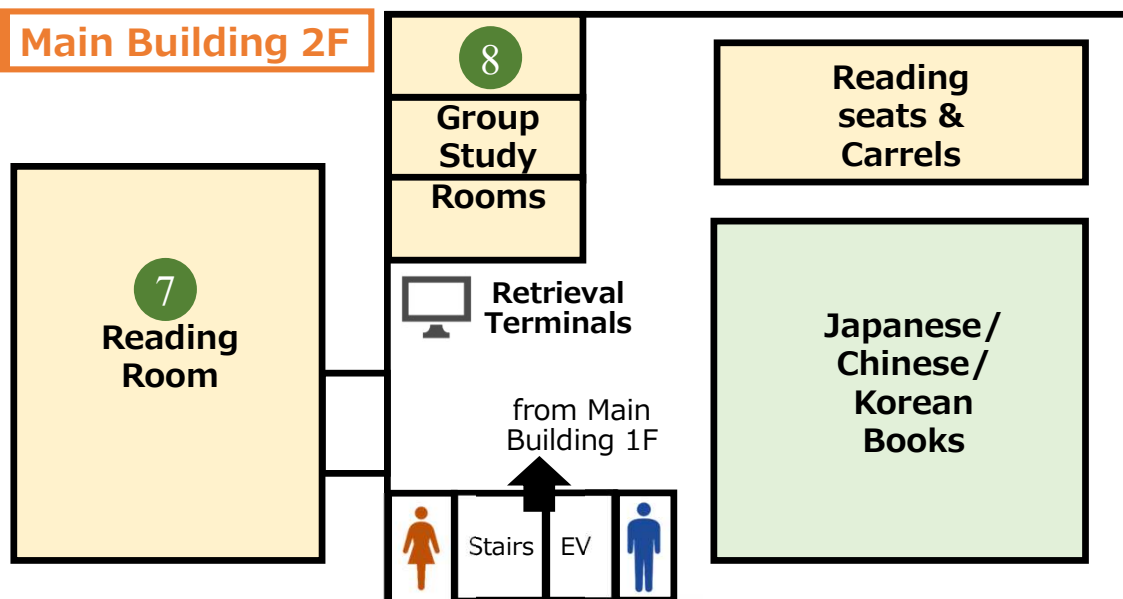 Main Building 2F
8
Group
Study
Rooms
Reading
seats &
Carrels
7
Reading
Room
Retrieval
Terminals
Japanese/
Chinese/
Korean
Books
from Main
Building 1F
Stairs
EV